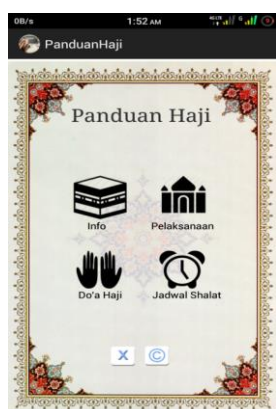 0B/s 1:52 AM
PanduanHaji
Panduan Haji
Info Pelaksanaan
Do'a Haji Jadwal Shalat
X ©